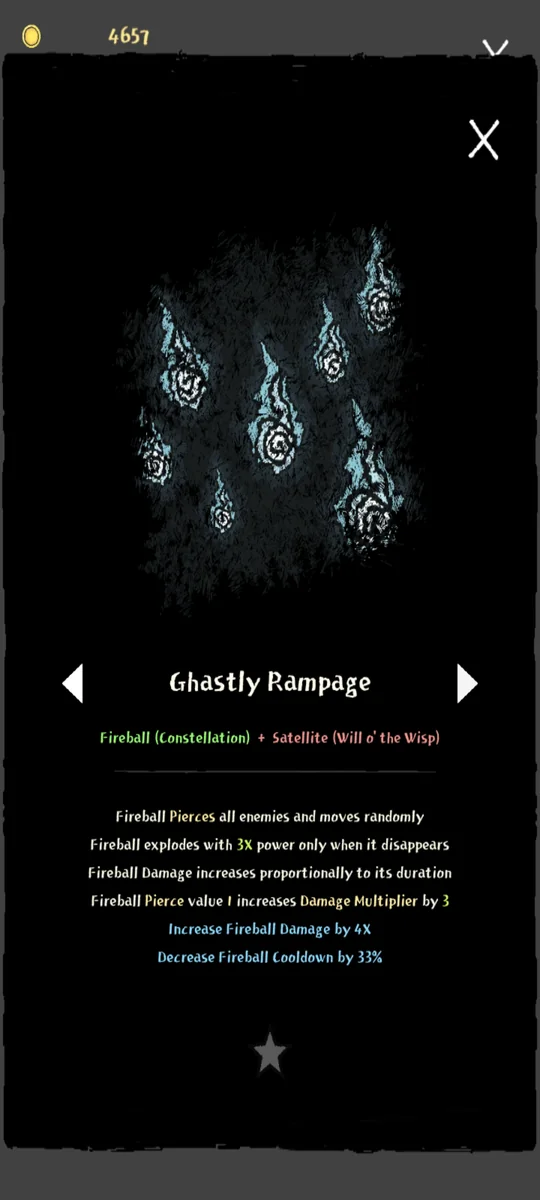 4657
Ghastly Rampage
Fireball (Constellation) + Satellite (Will o' the Wisp)
Fireball Pierces all enemies and moves randomly
Fireball explodes with 3X power only when it disappears
Fireball Damage increases proportionally to its duration
Fireball Pierce value 1 increases Damage Multiplier by 3
Increase Fireball Damage by 4X
Decrease Fireball Cooldown by 33%